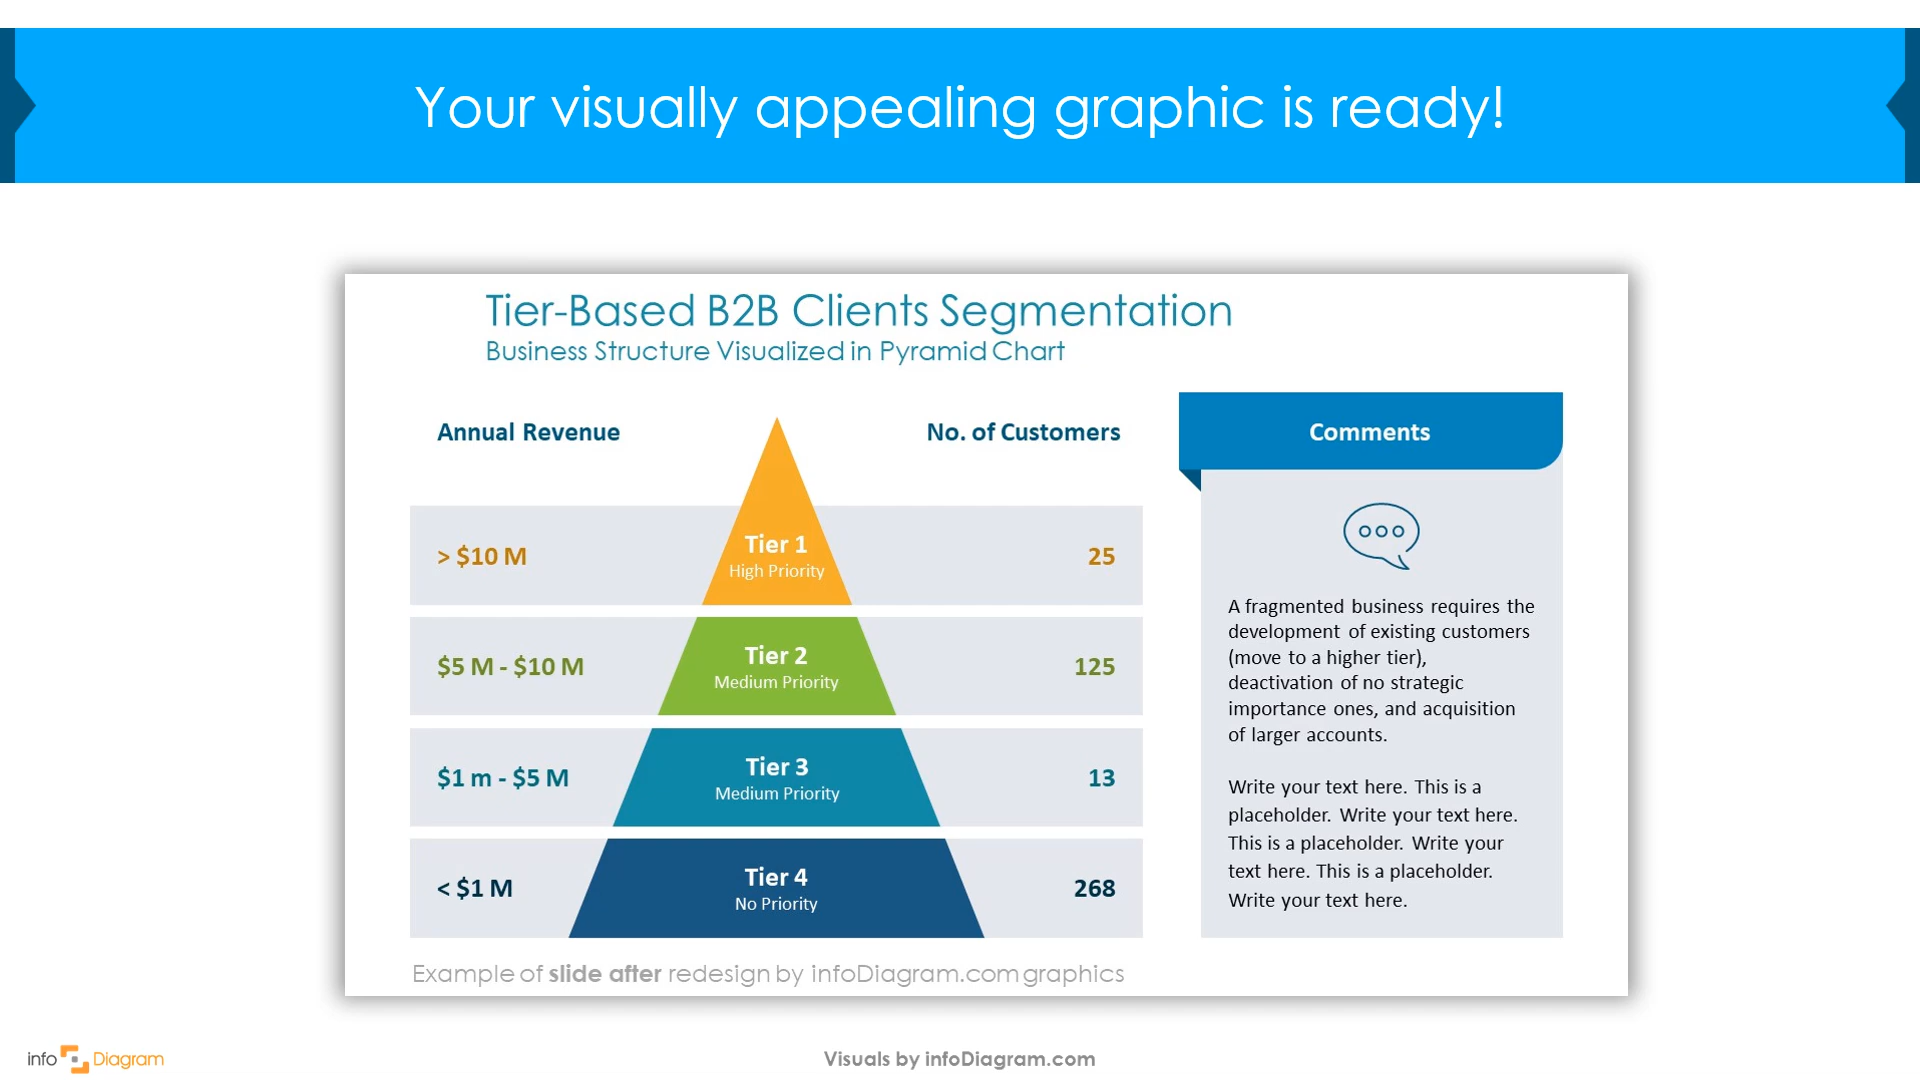 Your visually appealing graphic is ready!
Tier-Based B2B Clients Segmentation
Business Structure Visualized in Pyramid Chart
Annual Revenue
No. of Customers
> $10 M
Tier 1
High Priority
25
$5 M - $10 M
Tier 2
Medium Priority
125
$1 m - $5 M
Tier 3
Medium Priority
13
< $1 M
Tier 4
No Priority
268
Comments
A fragmented business requires the
development of existing customers
(move to a higher tier),
deactivation of no strategic
importance ones, and acquisition
of larger accounts.
Write your text here. This is a
placeholder. Write your text here.
This is a placeholder. Write your
text here. This is a placeholder.
Write your text here.
Example of slide after redesign by infoDiagram.com graphics
info Diagram
Visuals by infoDiagram.com